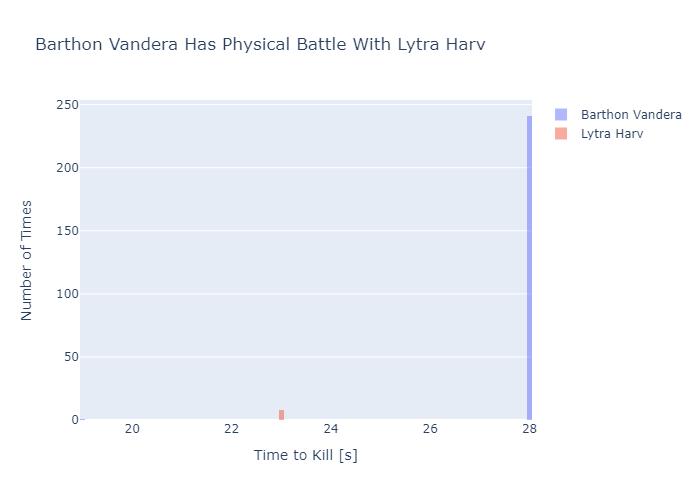 Barthon Vandera Has Physical Battle With Lytra Harv
250
200
150
100
50
0
Number of Times
20 22 24 26 28
Time to Kill [s]
Barthon Vandera
Lytra Harv